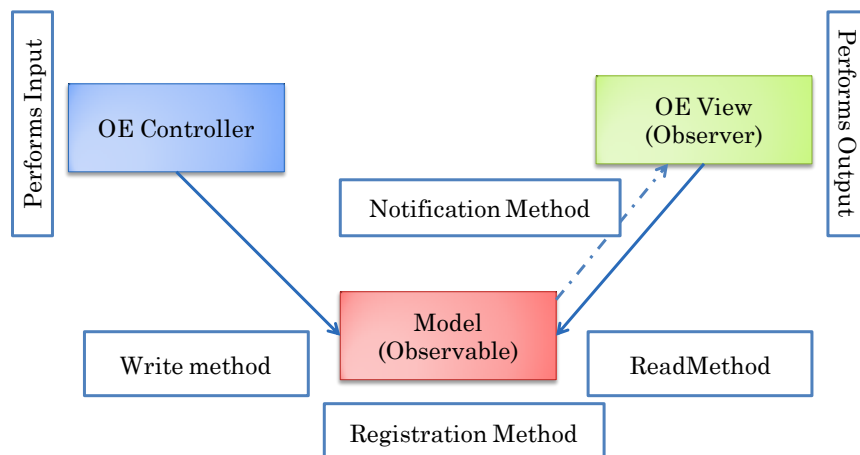 Performs Input
OE Controller
OE View
(Observer)
Performs Output
Notification Method
Model
(Observable)
Write method
ReadMethod
Registration Method